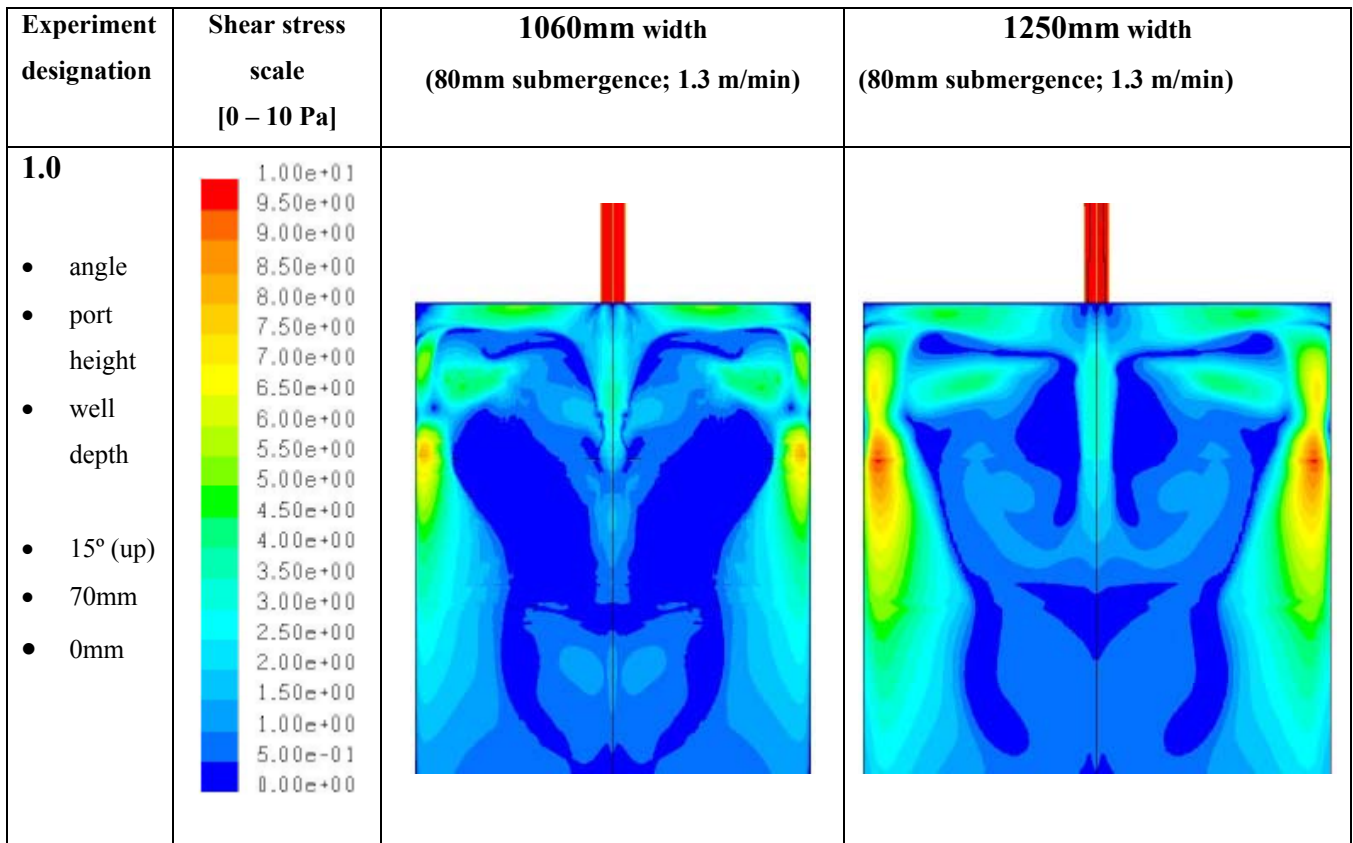 Experiment
designation
Shear stress
scale
[0 – 10 Pa]
1060mm width
(80mm submergence; 1.3 m/min)
1250mm width
(80mm submergence; 1.3 m/min)
1.0
• angle
• port
height
• well
depth
• 15º (up)
• 70mm
• 0mm
1.00e+01
9.50e+00
9.00e+00
8.50e+00
8.00e+00
7.50e+00
7.00e+00
6.50e+00
6.00e+00
5.50e+00
5.00e+00
4.50e+00
4.00e+00
3.50e+00
3.00e+00
2.50e+00
2.00e+00
1.50e+00
1.00e+00
5.00e-01
0.00e+00